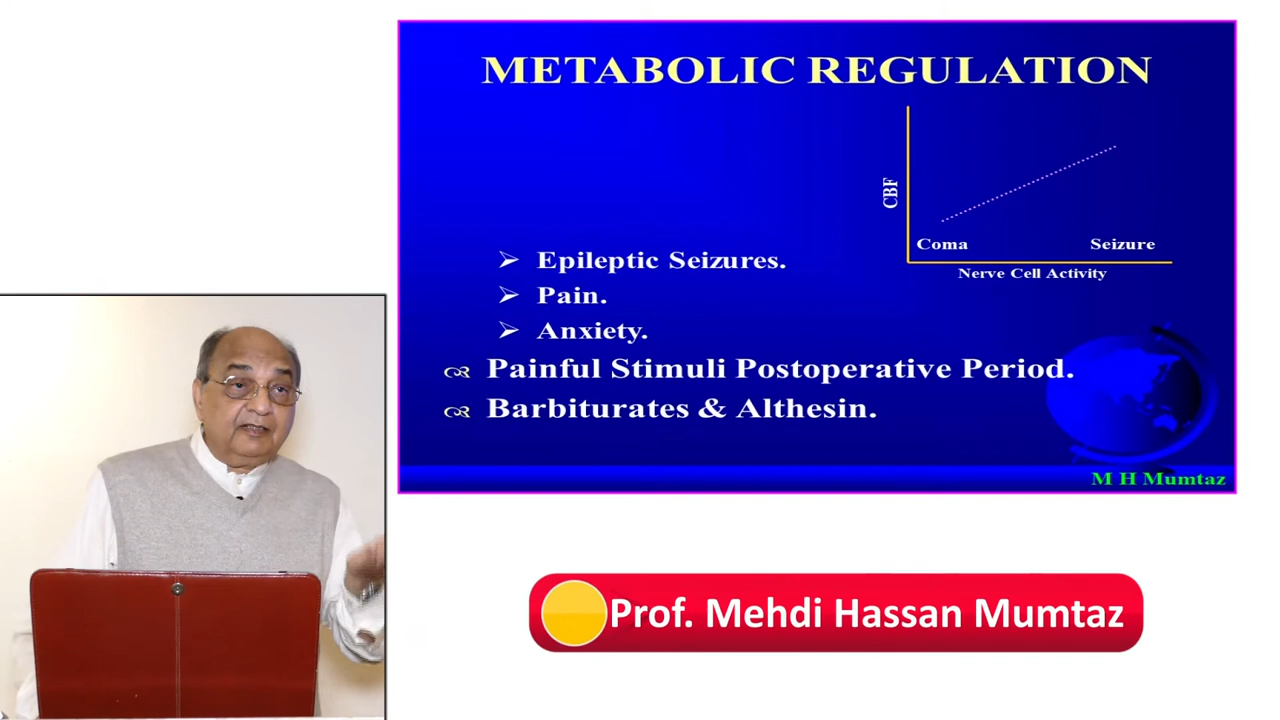 METABOLIC REGULATION
CBF
Coma
Seizure
Nerve Cell Activity
➢ Epileptic Seizures.
➢ Pain.
➢ Anxiety.
Painful Stimuli Postoperative Period.
Barbiturates & Althesin.
M H Mumtaz
Prof. Mehdi Hassan Mumtaz